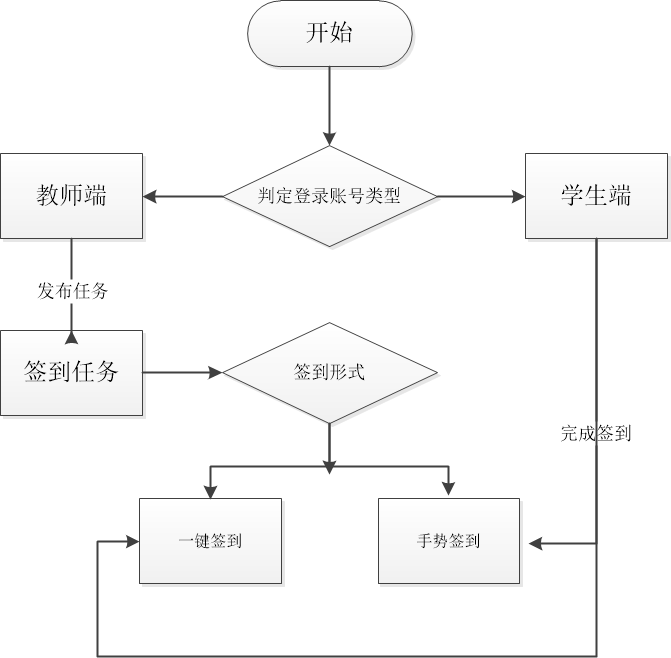 开始
教师端
判定登录账号类型
学生端
发布任务
签到任务
签到形式
完成签到
一键签到
手势签到